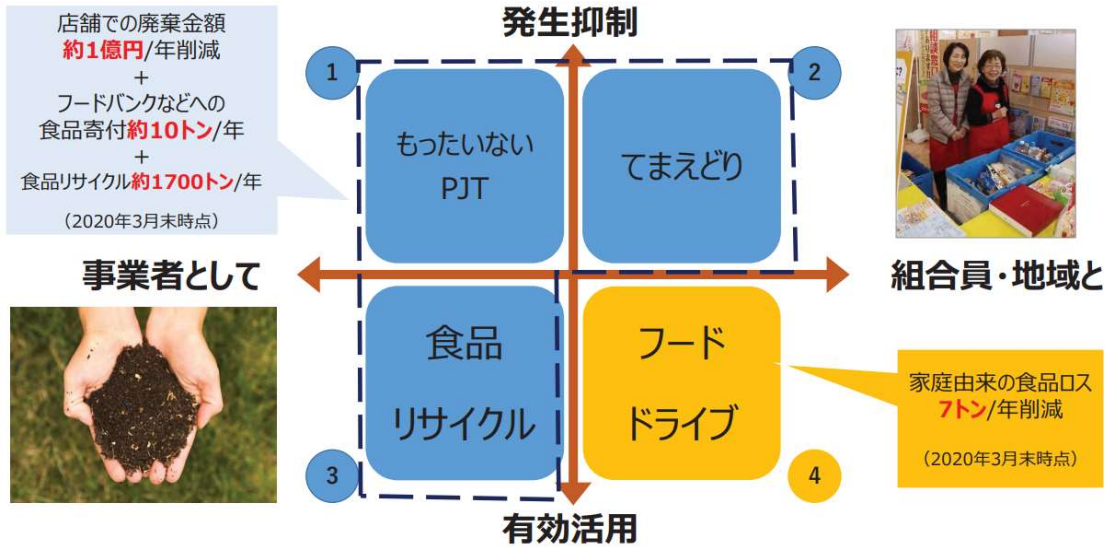 店舗での廃棄金額
約1億円/年削減
+
フードバンクなどへの
食品寄付約10トン/年
+
食品リサイクル約1700トン/年
（2020年3月末時点）
発生抑制
1
2
もったいない
PJT
てまえどり
事業者として
組合員・地域と
食品
リサイクル
フード
ドライブ
家庭由来の食品ロス
7トン/年削減
（2020年3月末時点）
3
4
有効活用